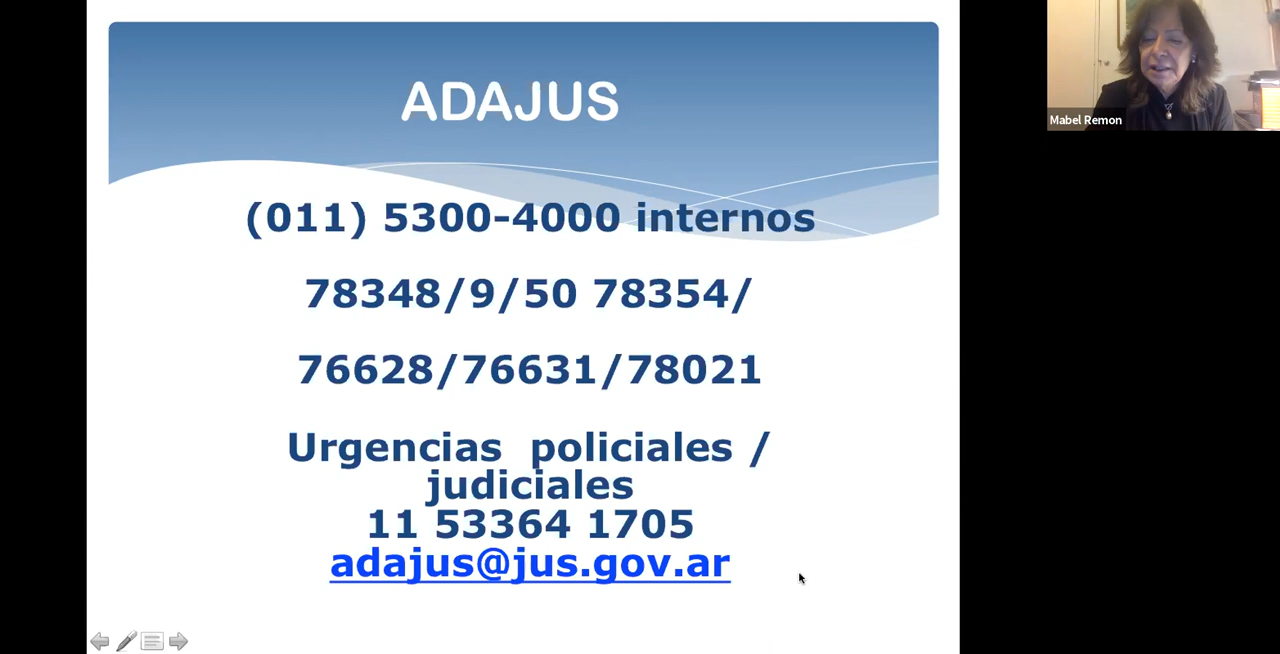 ADAJUS
(011) 5300-4000 internos
78348/9/50 78354/
76628/76631/78021
Urgencias policiales /
judiciales
11 53364 1705
adajus@jus.gov.ar
Mabel Remon